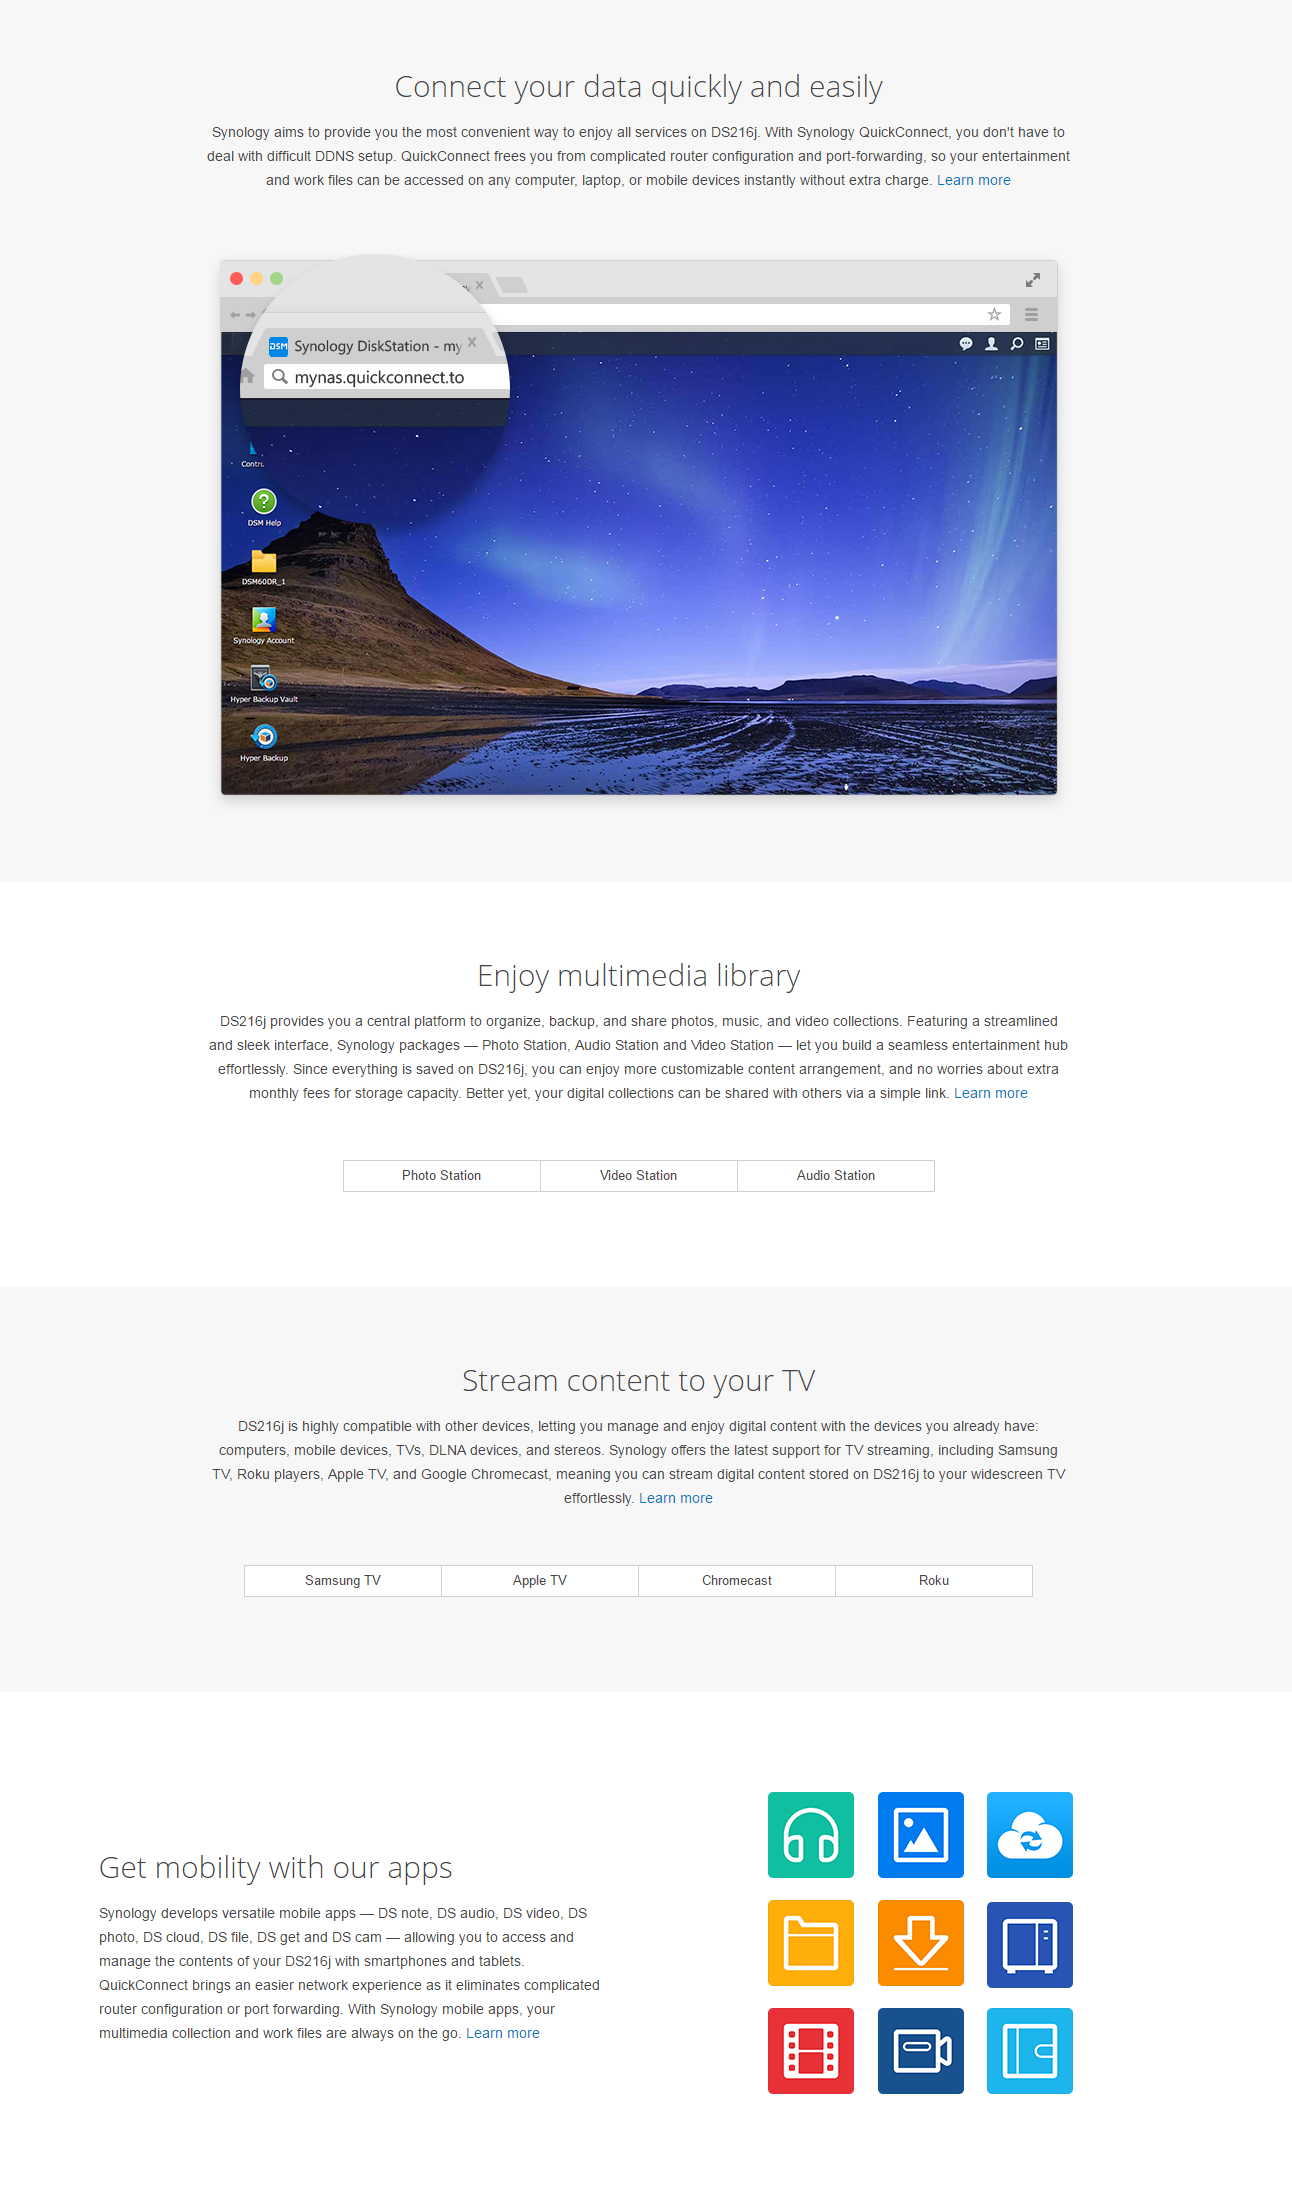 Connect your data quickly and easily
Synology aims to provide you the most convenient way to enjoy all services on DS216j. With Synology QuickConnect, you don't have to
deal with difficult DDNS setup. QuickConnect frees you from complicated router configuration and port-forwarding, so your entertainment
and work files can be accessed on any computer, laptop, or mobile devices instantly without extra charge. Learn more
DSM Synology DiskStation - my
mynas.quickconnect.to
Contro
DSM Help
DSM60DR_1
Synology Account
Hyper Backup Vault
Hyper Backup
Enjoy multimedia library
DS216j provides you a central platform to organize, backup, and share photos, music, and video collections. Featuring a streamlined
and sleek interface, Synology packages — Photo Station, Audio Station and Video Station — let you build a seamless entertainment hub
effortlessly. Since everything is saved on DS216j, you can enjoy more customizable content arrangement, and no worries about extra
monthly fees for storage capacity. Better yet, your digital collections can be shared with others via a simple link. Learn more
Photo Station Video Station Audio Station
Stream content to your TV
DS216j is highly compatible with other devices, letting you manage and enjoy digital content with the devices you already have:
computers, mobile devices, TVs, DLNA devices, and stereos. Synology offers the latest support for TV streaming, including Samsung
TV, Roku players, Apple TV, and Google Chromecast, meaning you can stream digital content stored on DS216j to your widescreen TV
effortlessly. Learn more
Samsung TV Apple TV Chromecast Roku
Get mobility with our apps
Synology develops versatile mobile apps — DS note, DS audio, DS video, DS
photo, DS cloud, DS file, DS get and DS cam — allowing you to access and
manage the contents of your DS216j with smartphones and tablets.
QuickConnect brings an easier network experience as it eliminates complicated
router configuration or port forwarding. With Synology mobile apps, your
multimedia collection and work files are always on the go. Learn more